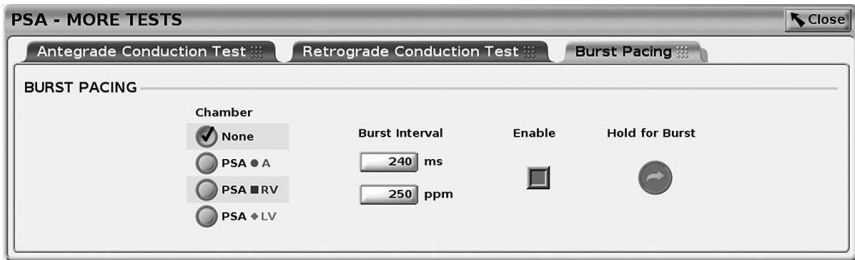 PSA - MORE TESTS
Close
Antegrade Conduction Test
Retrograde Conduction Test
Burst Pacing
BURST PACING
Chamber
None
PSA ● A
PSA ■ RV
PSA ◆ LV
Burst Interval
240 ms
250 ppm
Enable
Hold for Burst